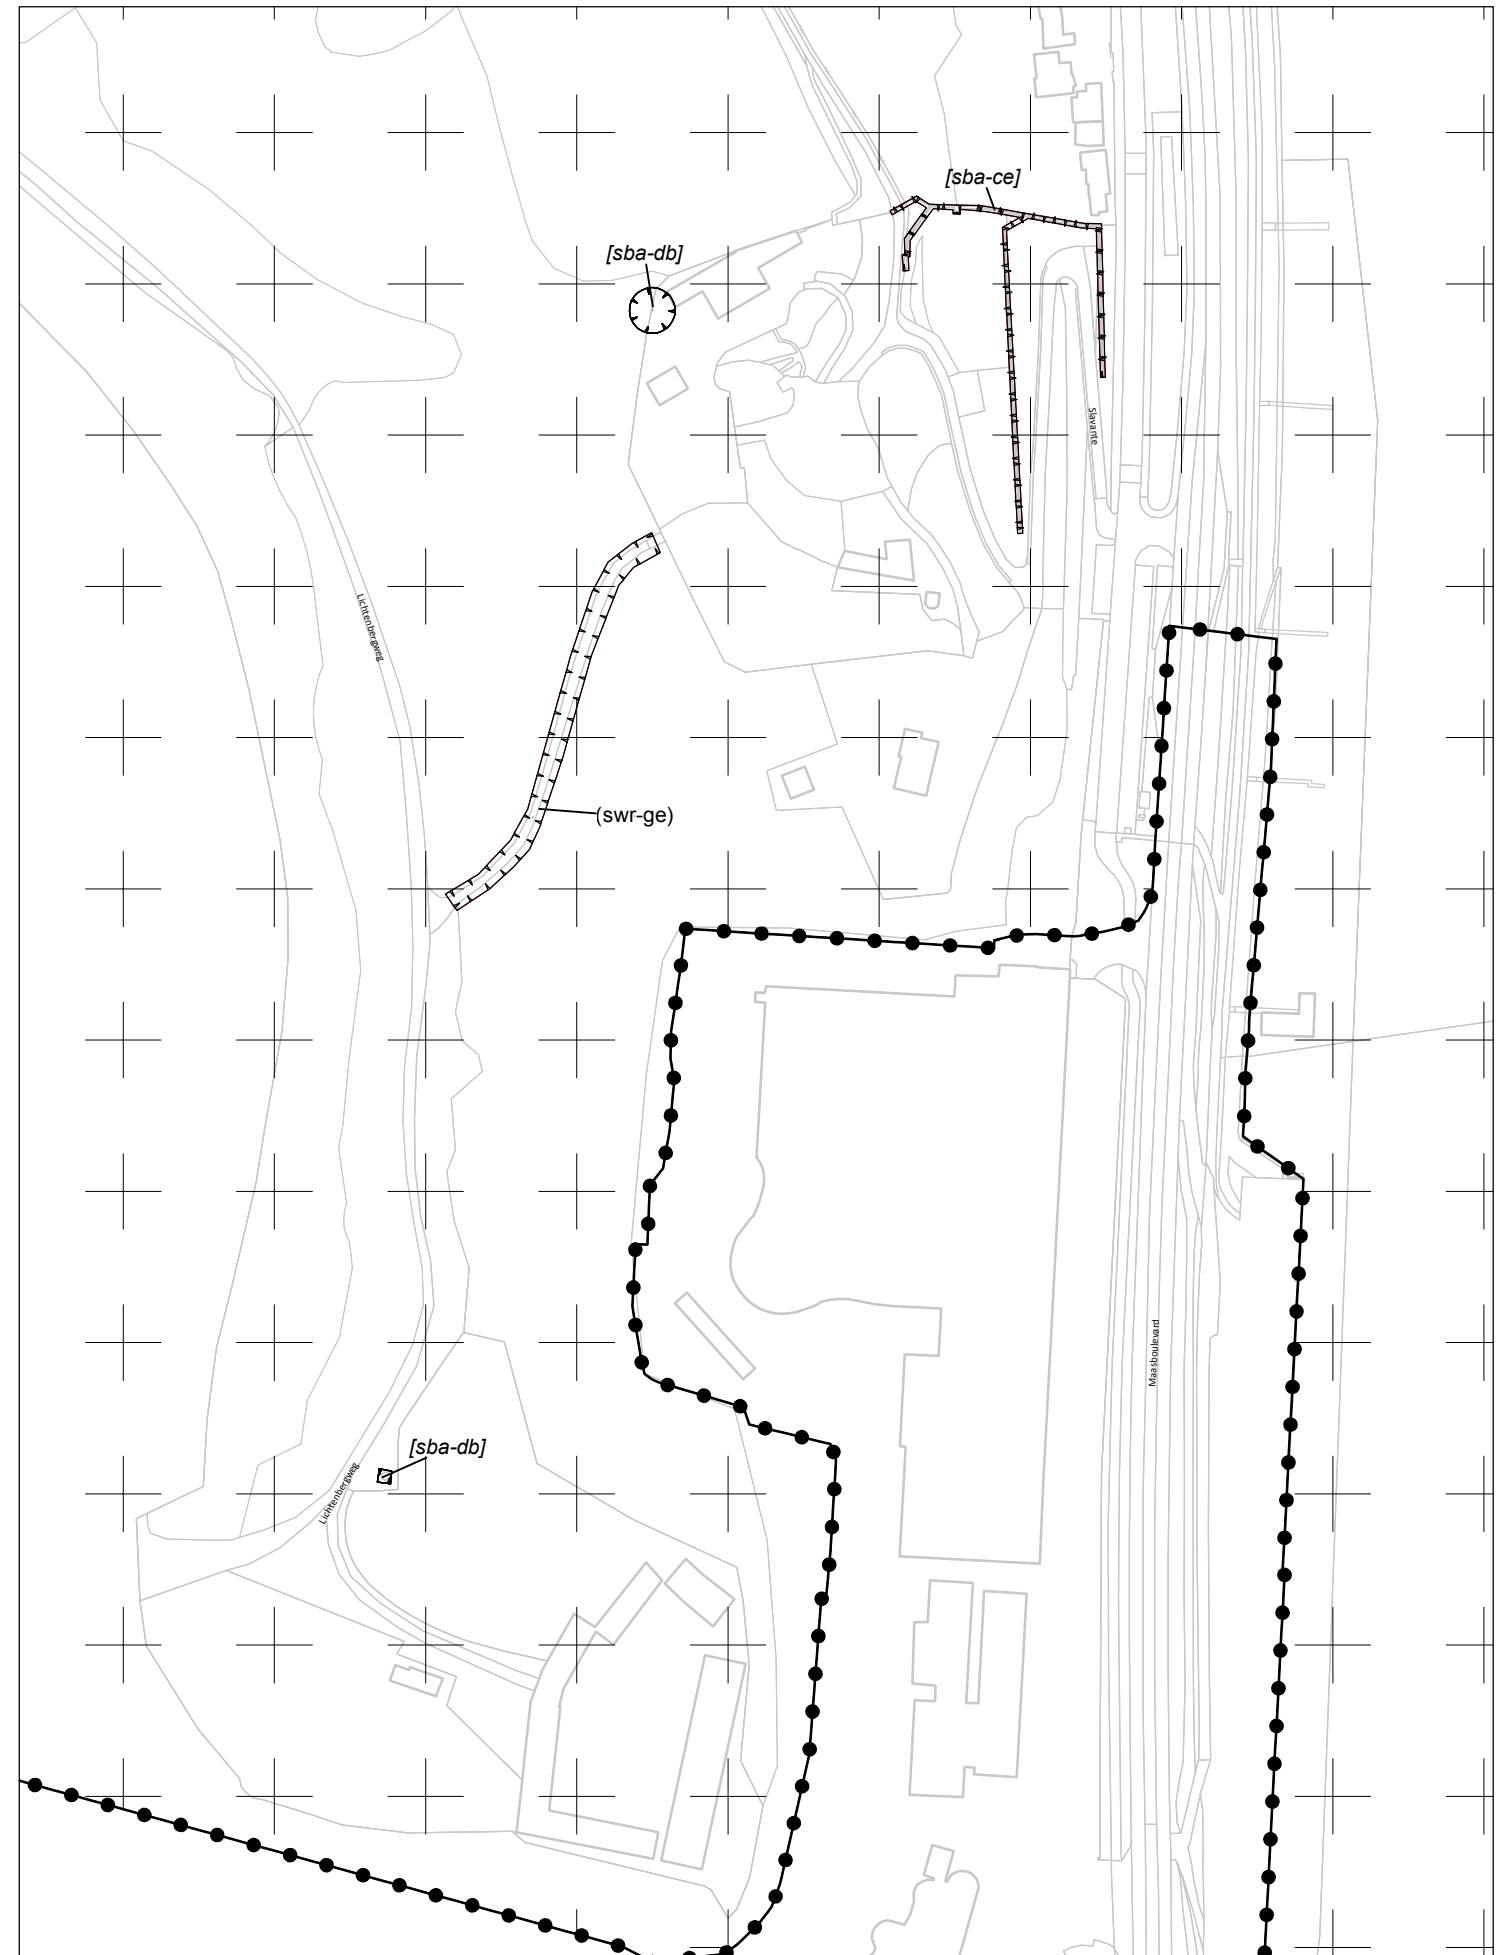 [sba-ce]
[sba-db]
Slavante
Lichtenbergweg
(swr-ge)
Maasboulevard
[sba-db]
Lichtenbergweg